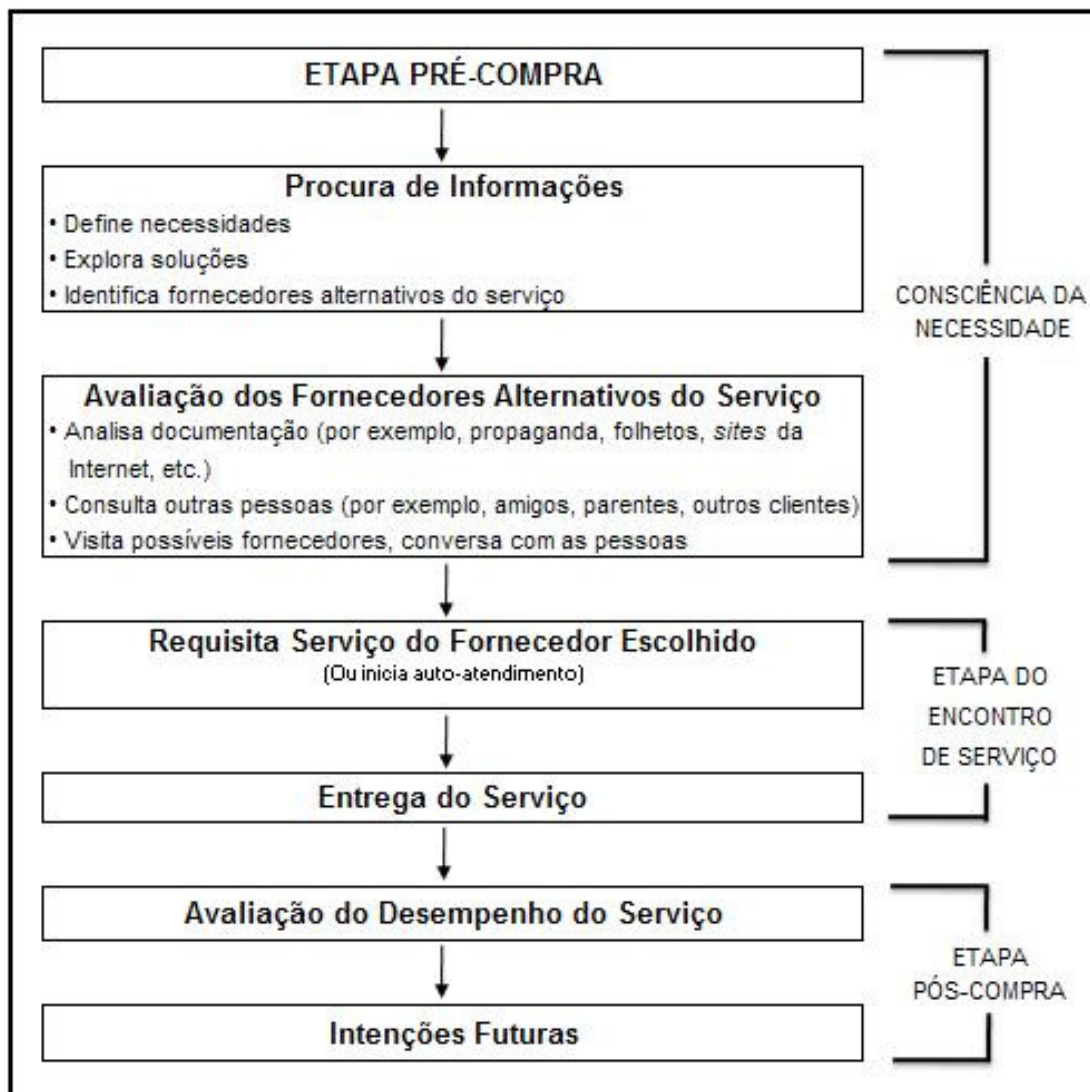 ETAPA PRÉ-COMPRA
Procura de Informações
• Define necessidades
• Explora soluções
• Identifica fornecedores alternativos do serviço
CONSCIÊNCIA DA
NECESSIDADE
Avaliação dos Fornecedores Alternativos do Serviço
• Analisa documentação (por exemplo, propaganda, folhetos, sites da
Internet, etc.)
• Consulta outras pessoas (por exemplo, amigos, parentes, outros clientes)
• Visita possíveis fornecedores, conversa com as pessoas
Requisita Serviço do Fornecedor Escolhido
(Ou inicia auto-atendimento)
ETAPA DO
ENCONTRO
DE SERVIÇO
Entrega do Serviço
Avaliação do Desempenho do Serviço
ETAPA
PÓS-COMPRA
Intenções Futuras